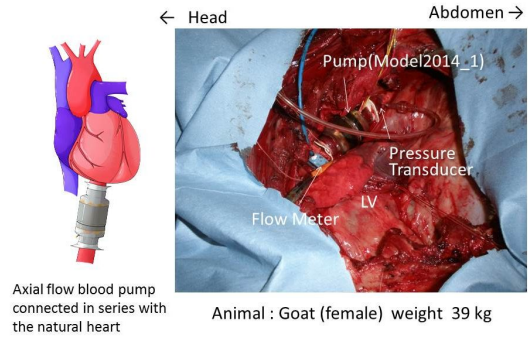 ← Head
Abdomen →
Pump(Model2014_1)
Pressure
Transducer
LV
Flow Meter
Axial flow blood pump
connected in series with
the natural heart
Animal : Goat (female) weight 39 kg